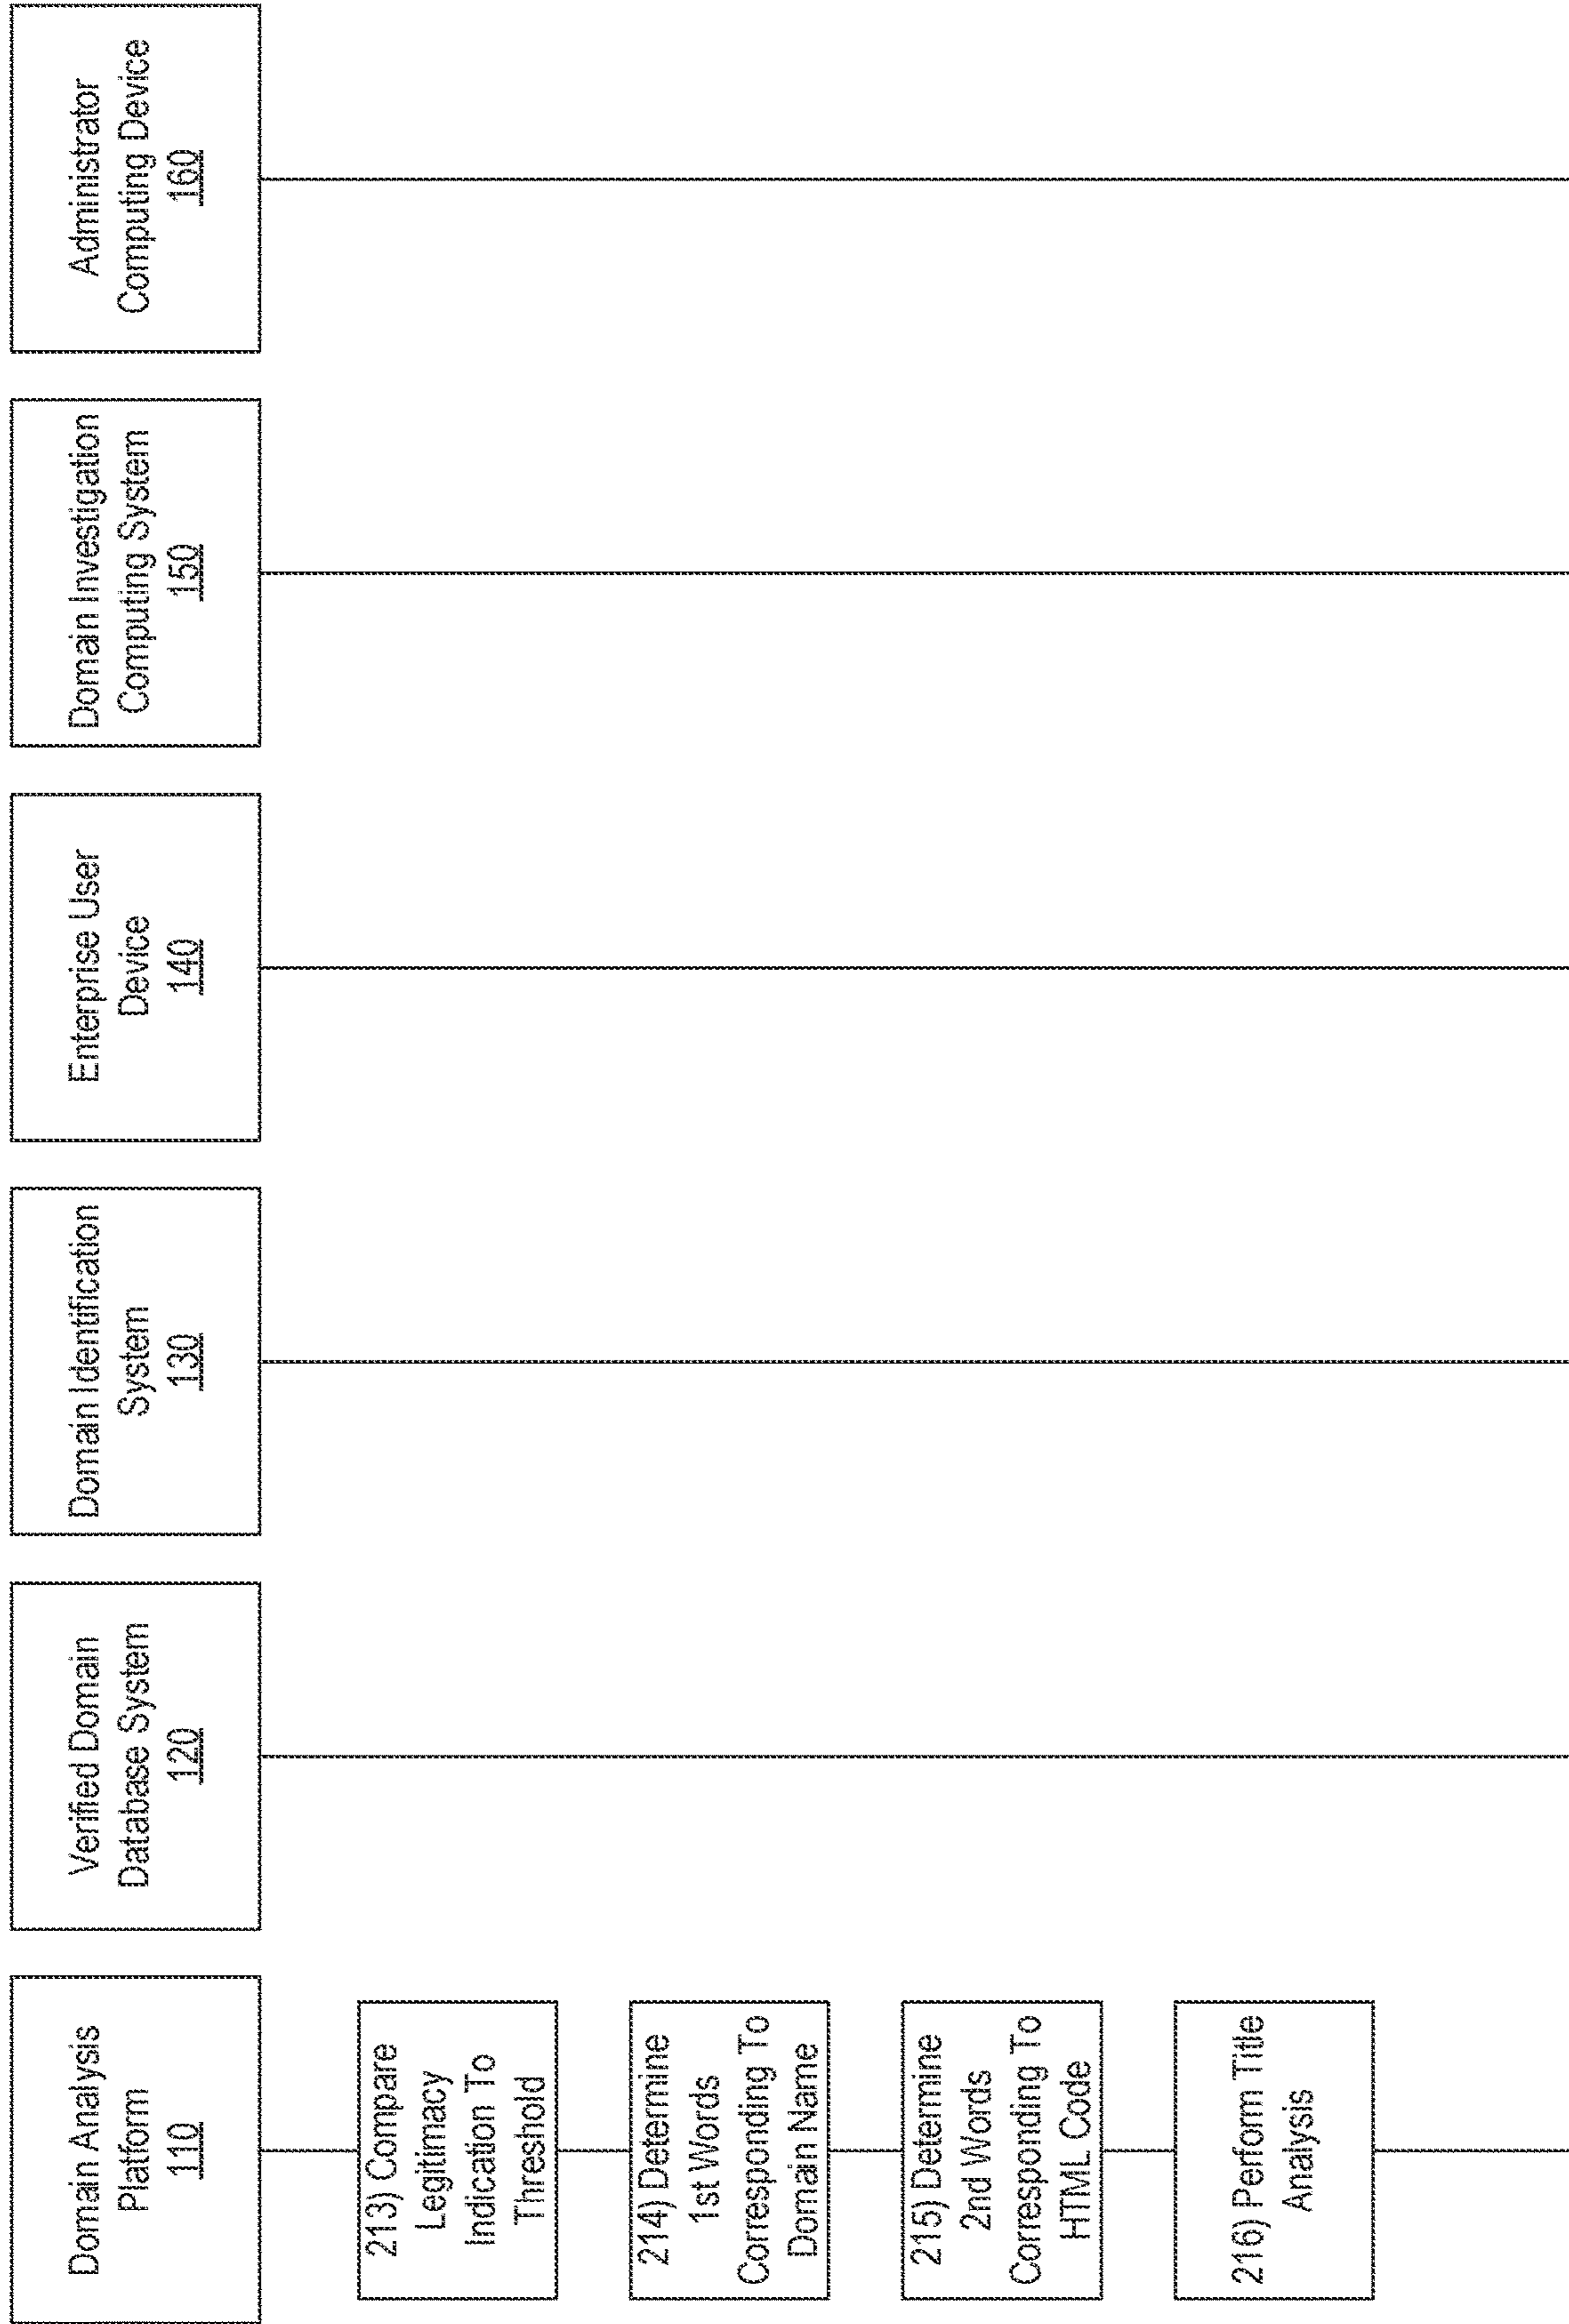 Domain Analysis
Platform
110
Verified Domain
Database System
120
Domain Identification
System
130
Enterprise User
Device
140
Domain Investigation
Computing System
150
Administrator
Computing Device
160
213) Compare
Legitimacy
Indication To
Threshold
214) Determine
1st Words
Corresponding To
Domain Name
215) Determine
2nd Words
Corresponding To
HTML Code
216) Perform Title
Analysis